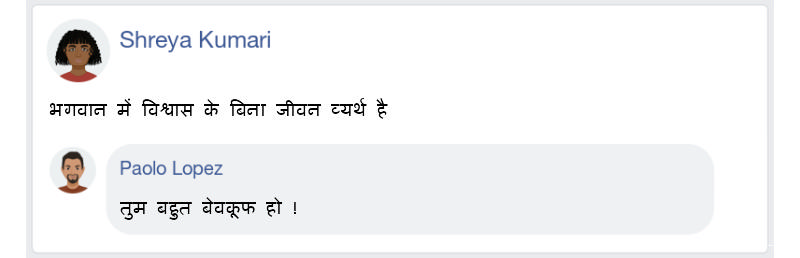 Shreya Kumari
भगवान में विश्वास के बिना जीवन व्यर्थ है
Paolo Lopez
तुम बहुत बेवकूफ हो !